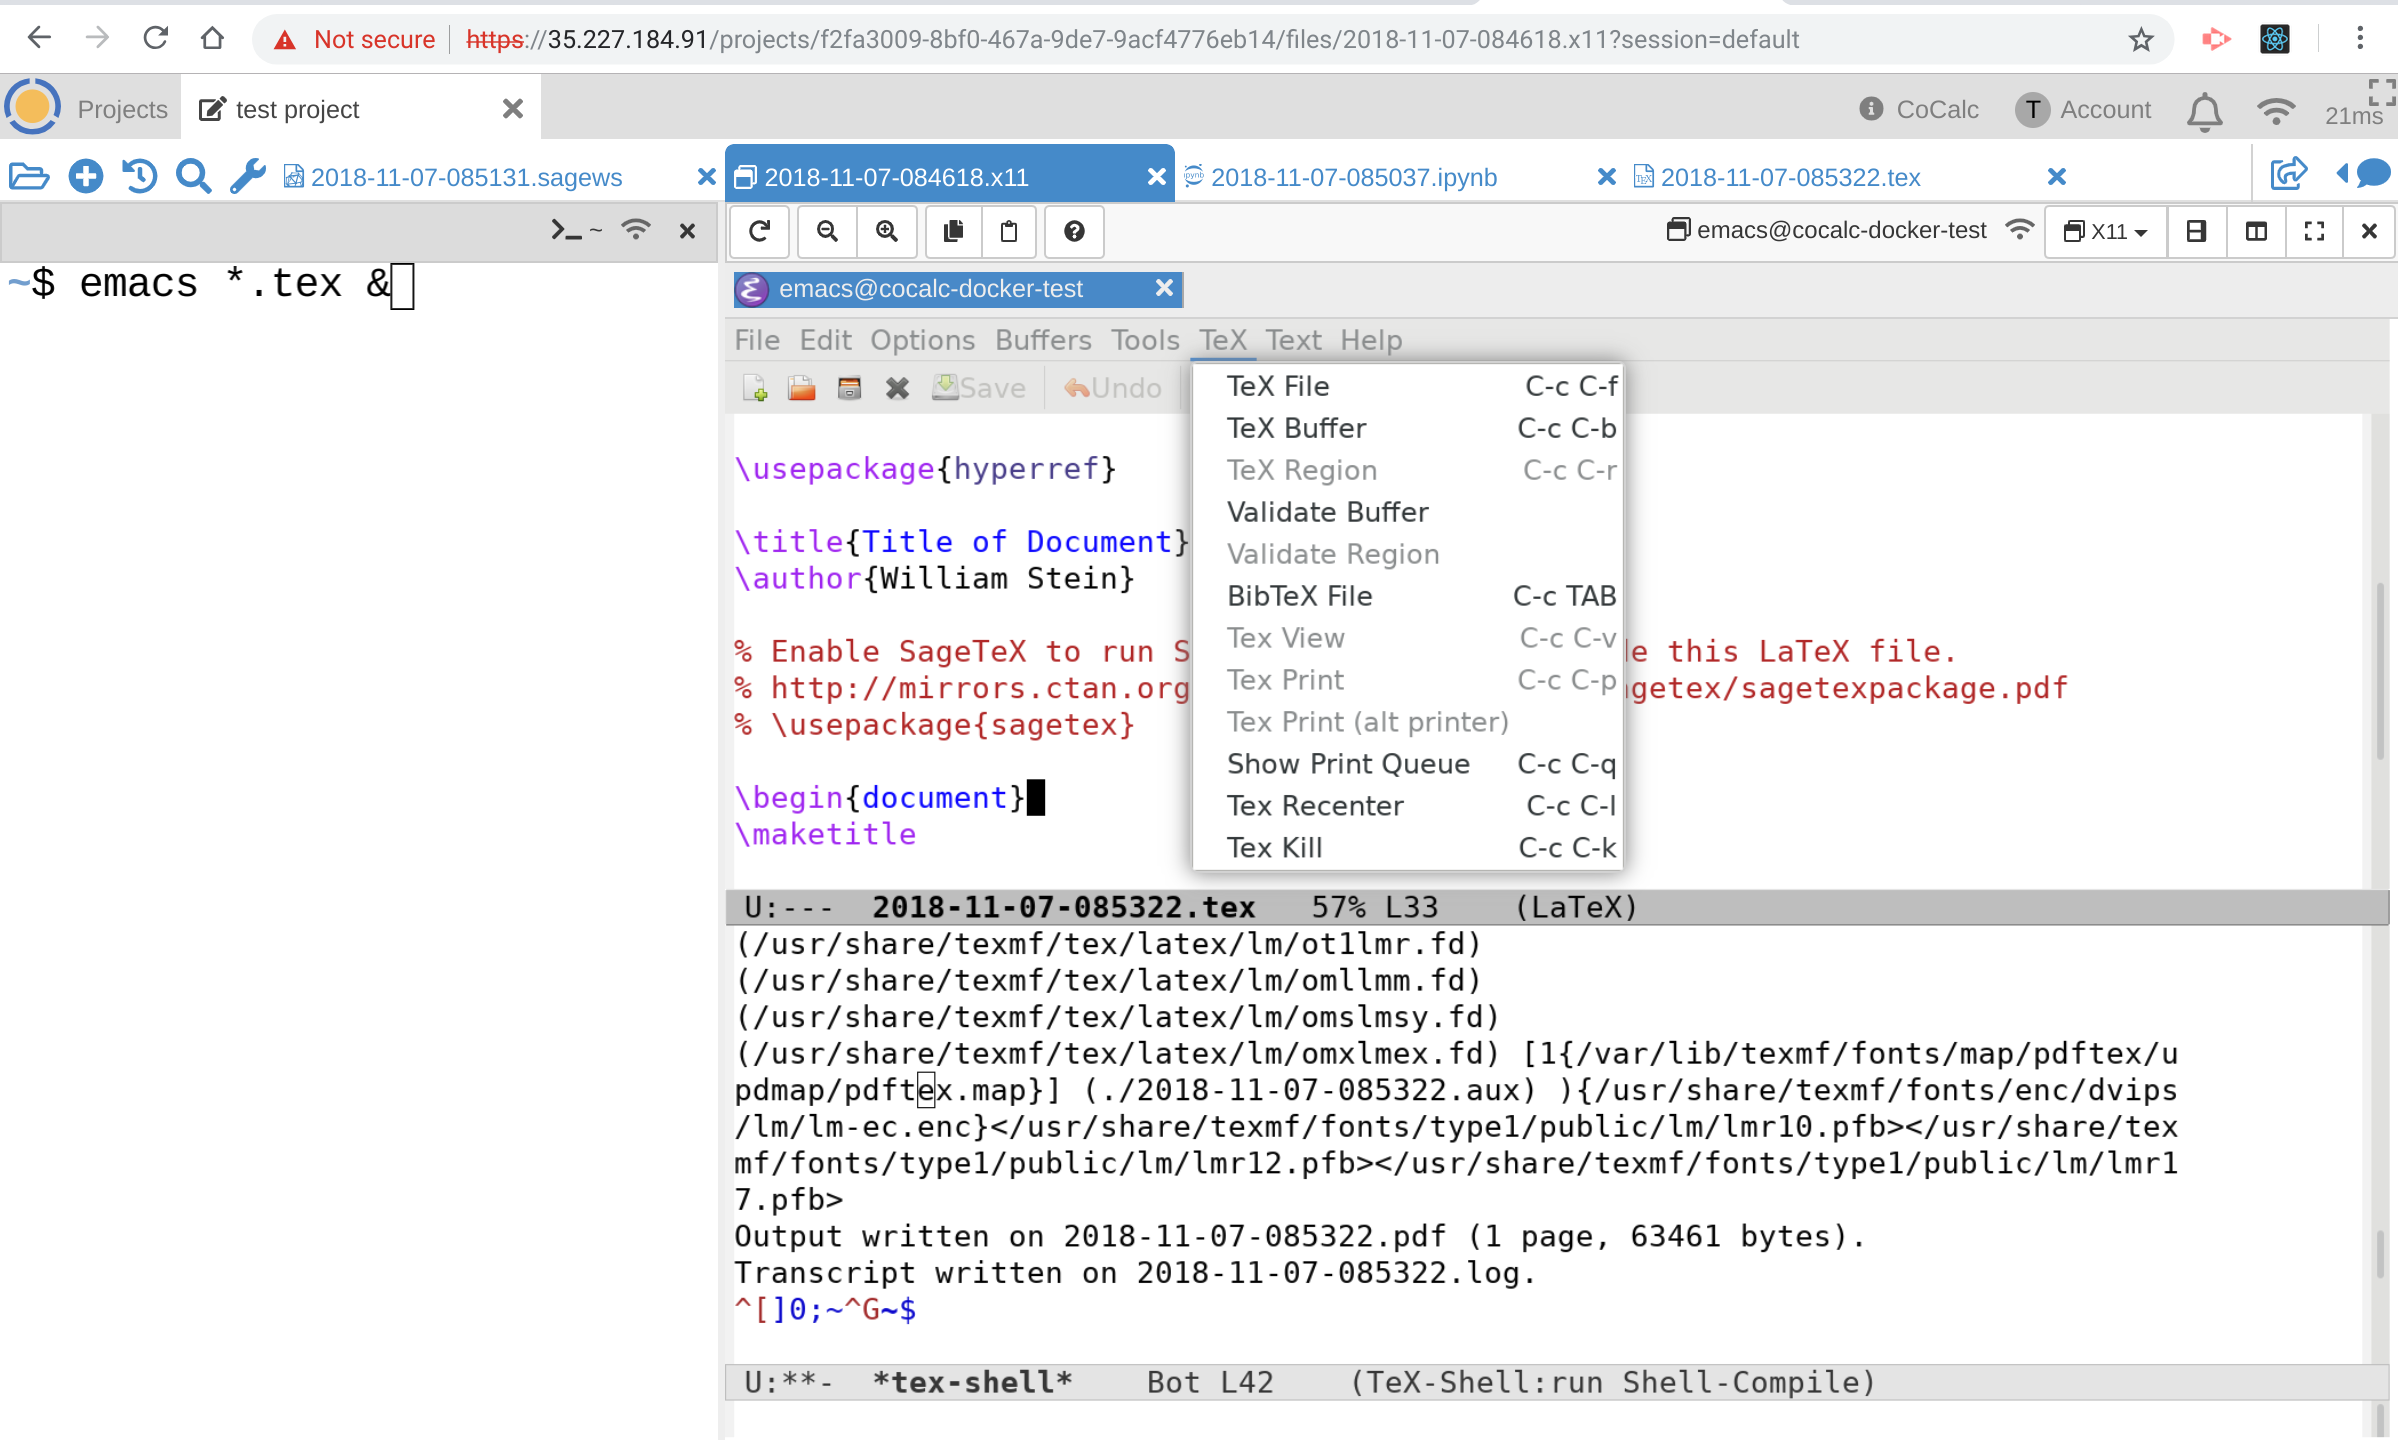 Not secure https://35.227.184.91/projects/f2fa3009-8bf0-467a-9de7-9acf4776eb14/files/2018-11-07-084618.x11?session=default
Projects test project CoCalc T Account 21ms
2018-11-07-085131.sagews 2018-11-07-084618.x11 2018-11-07-085037.ipynb 2018-11-07-085322.tex
~ emacs@cocalc-docker-test X11
~$ emacs *.tex &
emacs@cocalc-docker-test
File Edit Options Buffers Tools TeX Text Help
Save Undo
TeX File C-c C-f
TeX Buffer C-c C-b
TeX Region C-c C-r
Validate Buffer
Validate Region
BibTeX File C-c TAB
Tex View C-c C-v
Tex Print C-c C-p
Tex Print (alt printer)
Show Print Queue C-c C-q
Tex Recenter C-c C-l
Tex Kill C-c C-k
\usepackage{hyperref}
\title{Title of Document}
\author{William Stein}
% Enable SageTeX to run S e this LaTeX file.
% http://mirrors.ctan.org getex/sagetexpackage.pdf
% \usepackage{sagetex}
\begin{document}
\maketitle
U:--- 2018-11-07-085322.tex 57% L33 (LaTeX)
(/usr/share/texmf/tex/latex/lm/ot1lmr.fd)
(/usr/share/texmf/tex/latex/lm/omllmm.fd)
(/usr/share/texmf/tex/latex/lm/omslmsy.fd)
(/usr/share/texmf/tex/latex/lm/omxlmex.fd) [1{/var/lib/texmf/fonts/map/pdftex/u
pdmap/pdftex.map}] (./2018-11-07-085322.aux) ){/usr/share/texmf/fonts/enc/dvips
/lm/lm-ec.enc}</usr/share/texmf/fonts/type1/public/lm/lmr10.pfb></usr/share/tex
mf/fonts/type1/public/lm/lmr12.pfb></usr/share/texmf/fonts/type1/public/lm/lmr1
7.pfb>
Output written on 2018-11-07-085322.pdf (1 page, 63461 bytes).
Transcript written on 2018-11-07-085322.log.
^[]0;~^G~$
U:**- *tex-shell* Bot L42 (TeX-Shell:run Shell-Compile)